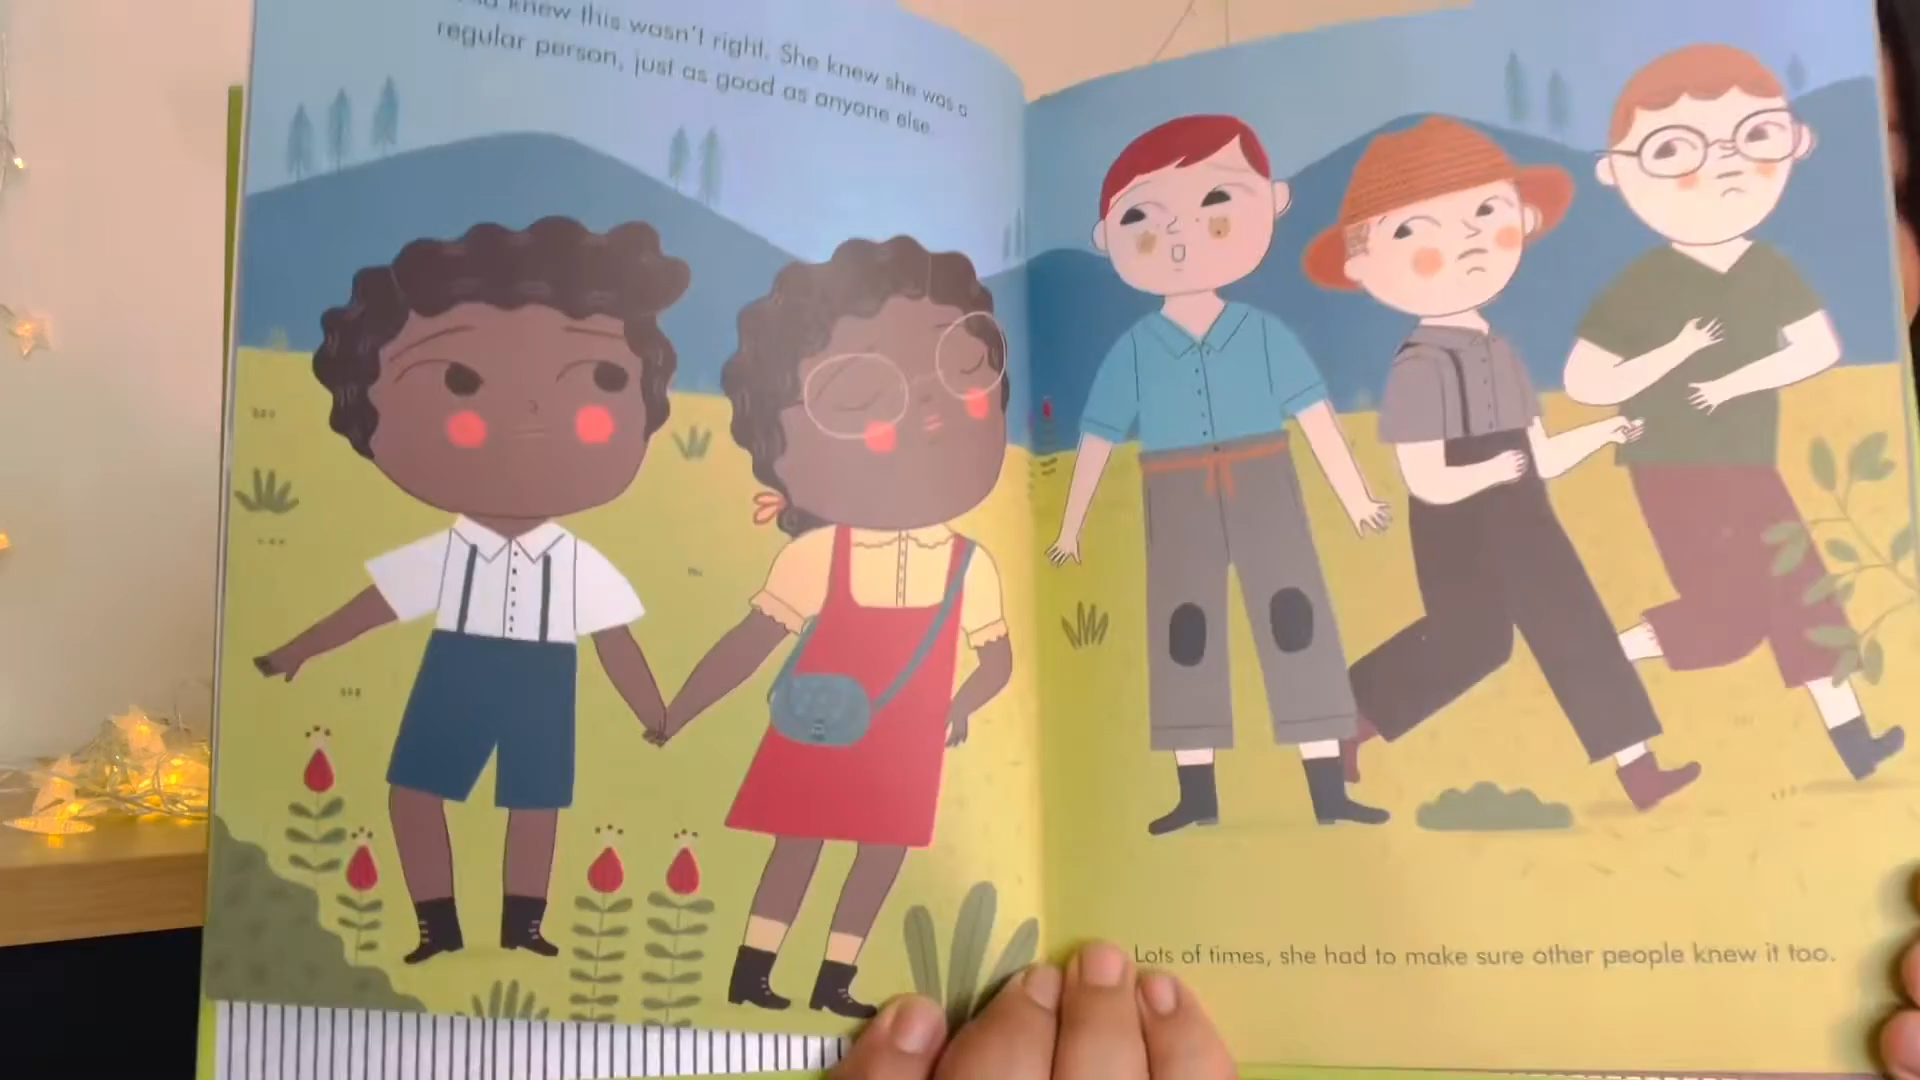 knew this wasn't right. She knew she was a
regular person, just as good as anyone else.
Lots of times, she had to make sure other people knew it too.